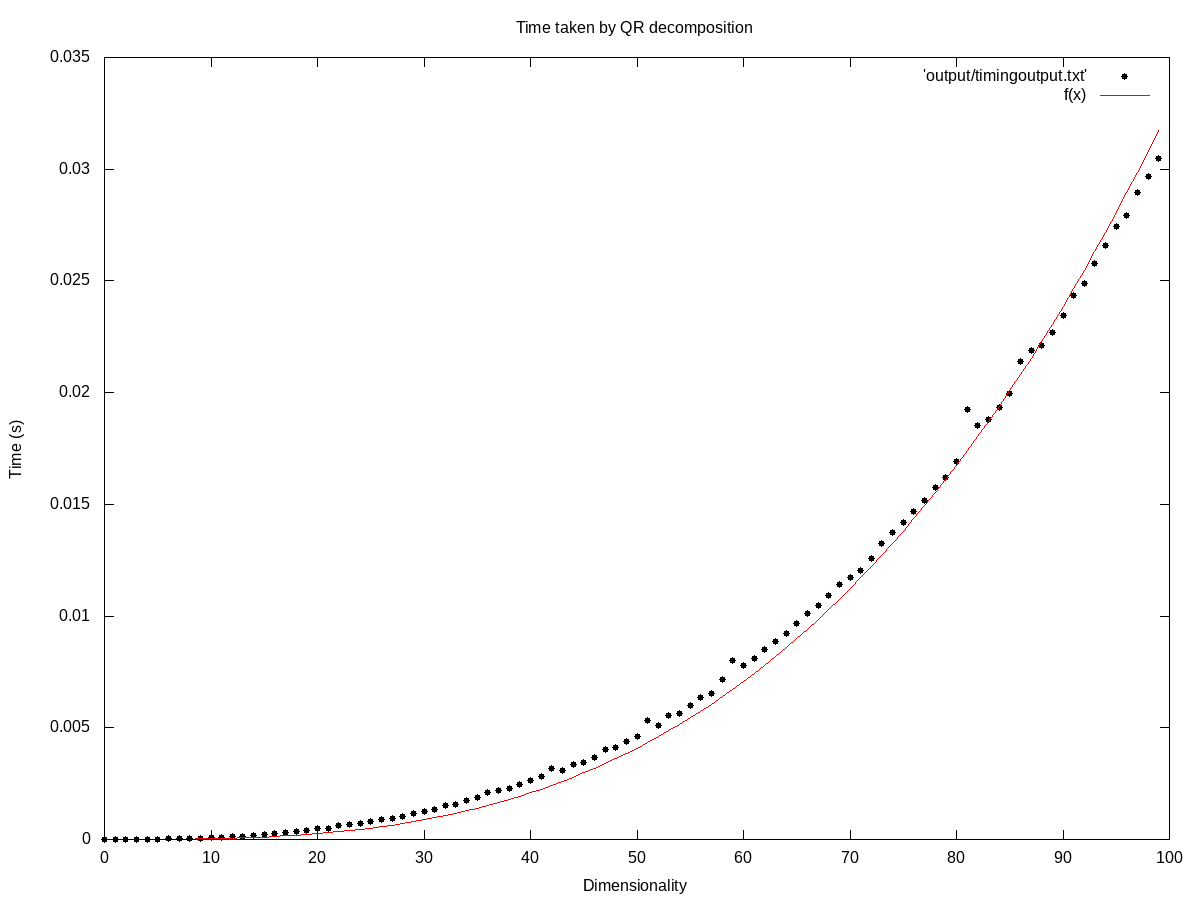 Time taken by QR decomposition
0.035
0.03
0.025
0.02
0.015
0.01
0.005
0
Time (s)
'output/timingoutput.txt'
f(x)
0 10 20 30 40 50 60 70 80 90 100
Dimensionality